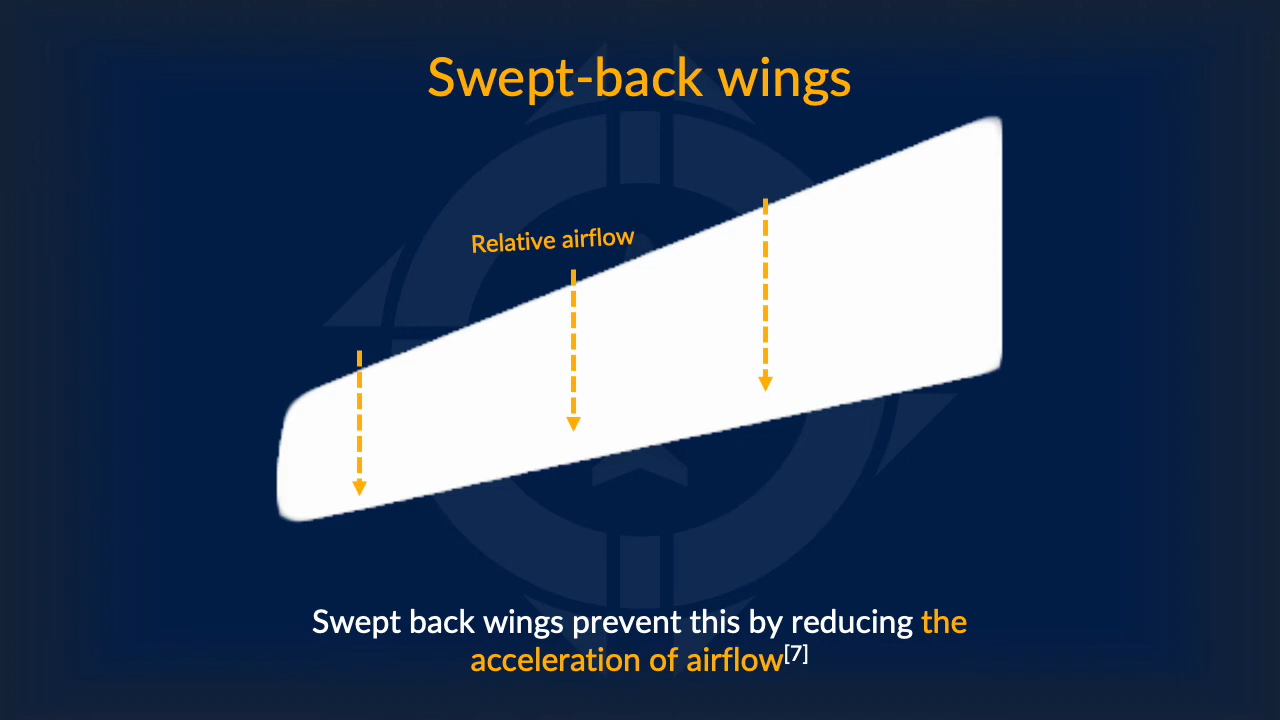 Swept-back wings
Relative airflow
Swept back wings prevent this by reducing the
acceleration of airflow[7]